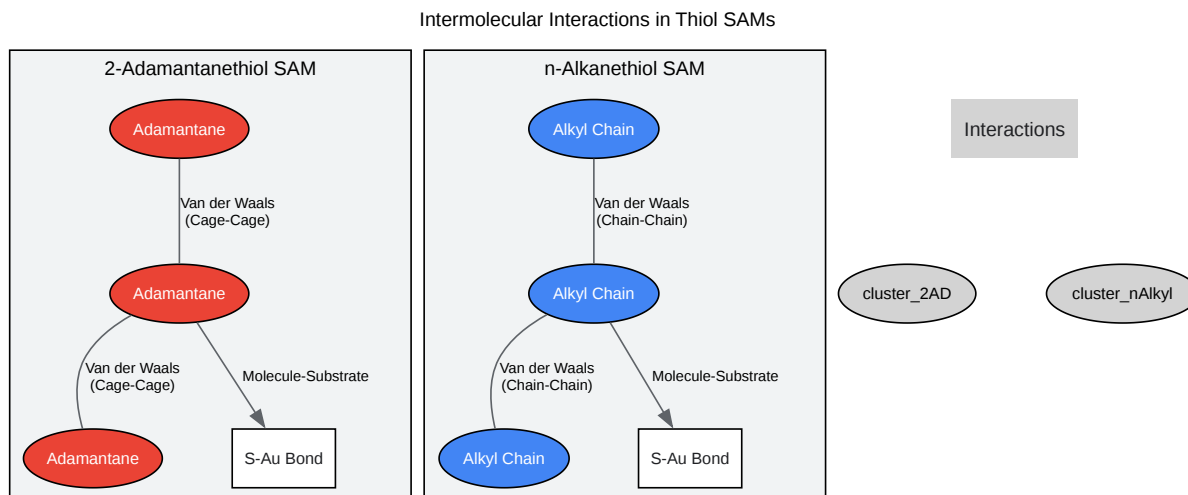 Intermolecular Interactions in Thiol SAMs
2-Adamantanethiol SAM
Adamantane
Van der Waals
(Cage-Cage)
Adamantane
Van der Waals
(Cage-Cage)
Molecule-Substrate
Adamantane
S-Au Bond
n-Alkanethiol SAM
Alkyl Chain
Van der Waals
(Chain-Chain)
Alkyl Chain
Van der Waals
(Chain-Chain)
Molecule-Substrate
Alkyl Chain
S-Au Bond
Interactions
cluster_2AD
cluster_nAlkyl